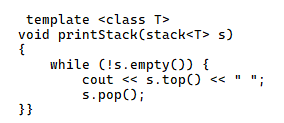 template <class T>
void printStack(stack<T> s)
{
    while (!s.empty()) {
        cout << s.top() << " ";
        s.pop();
}}